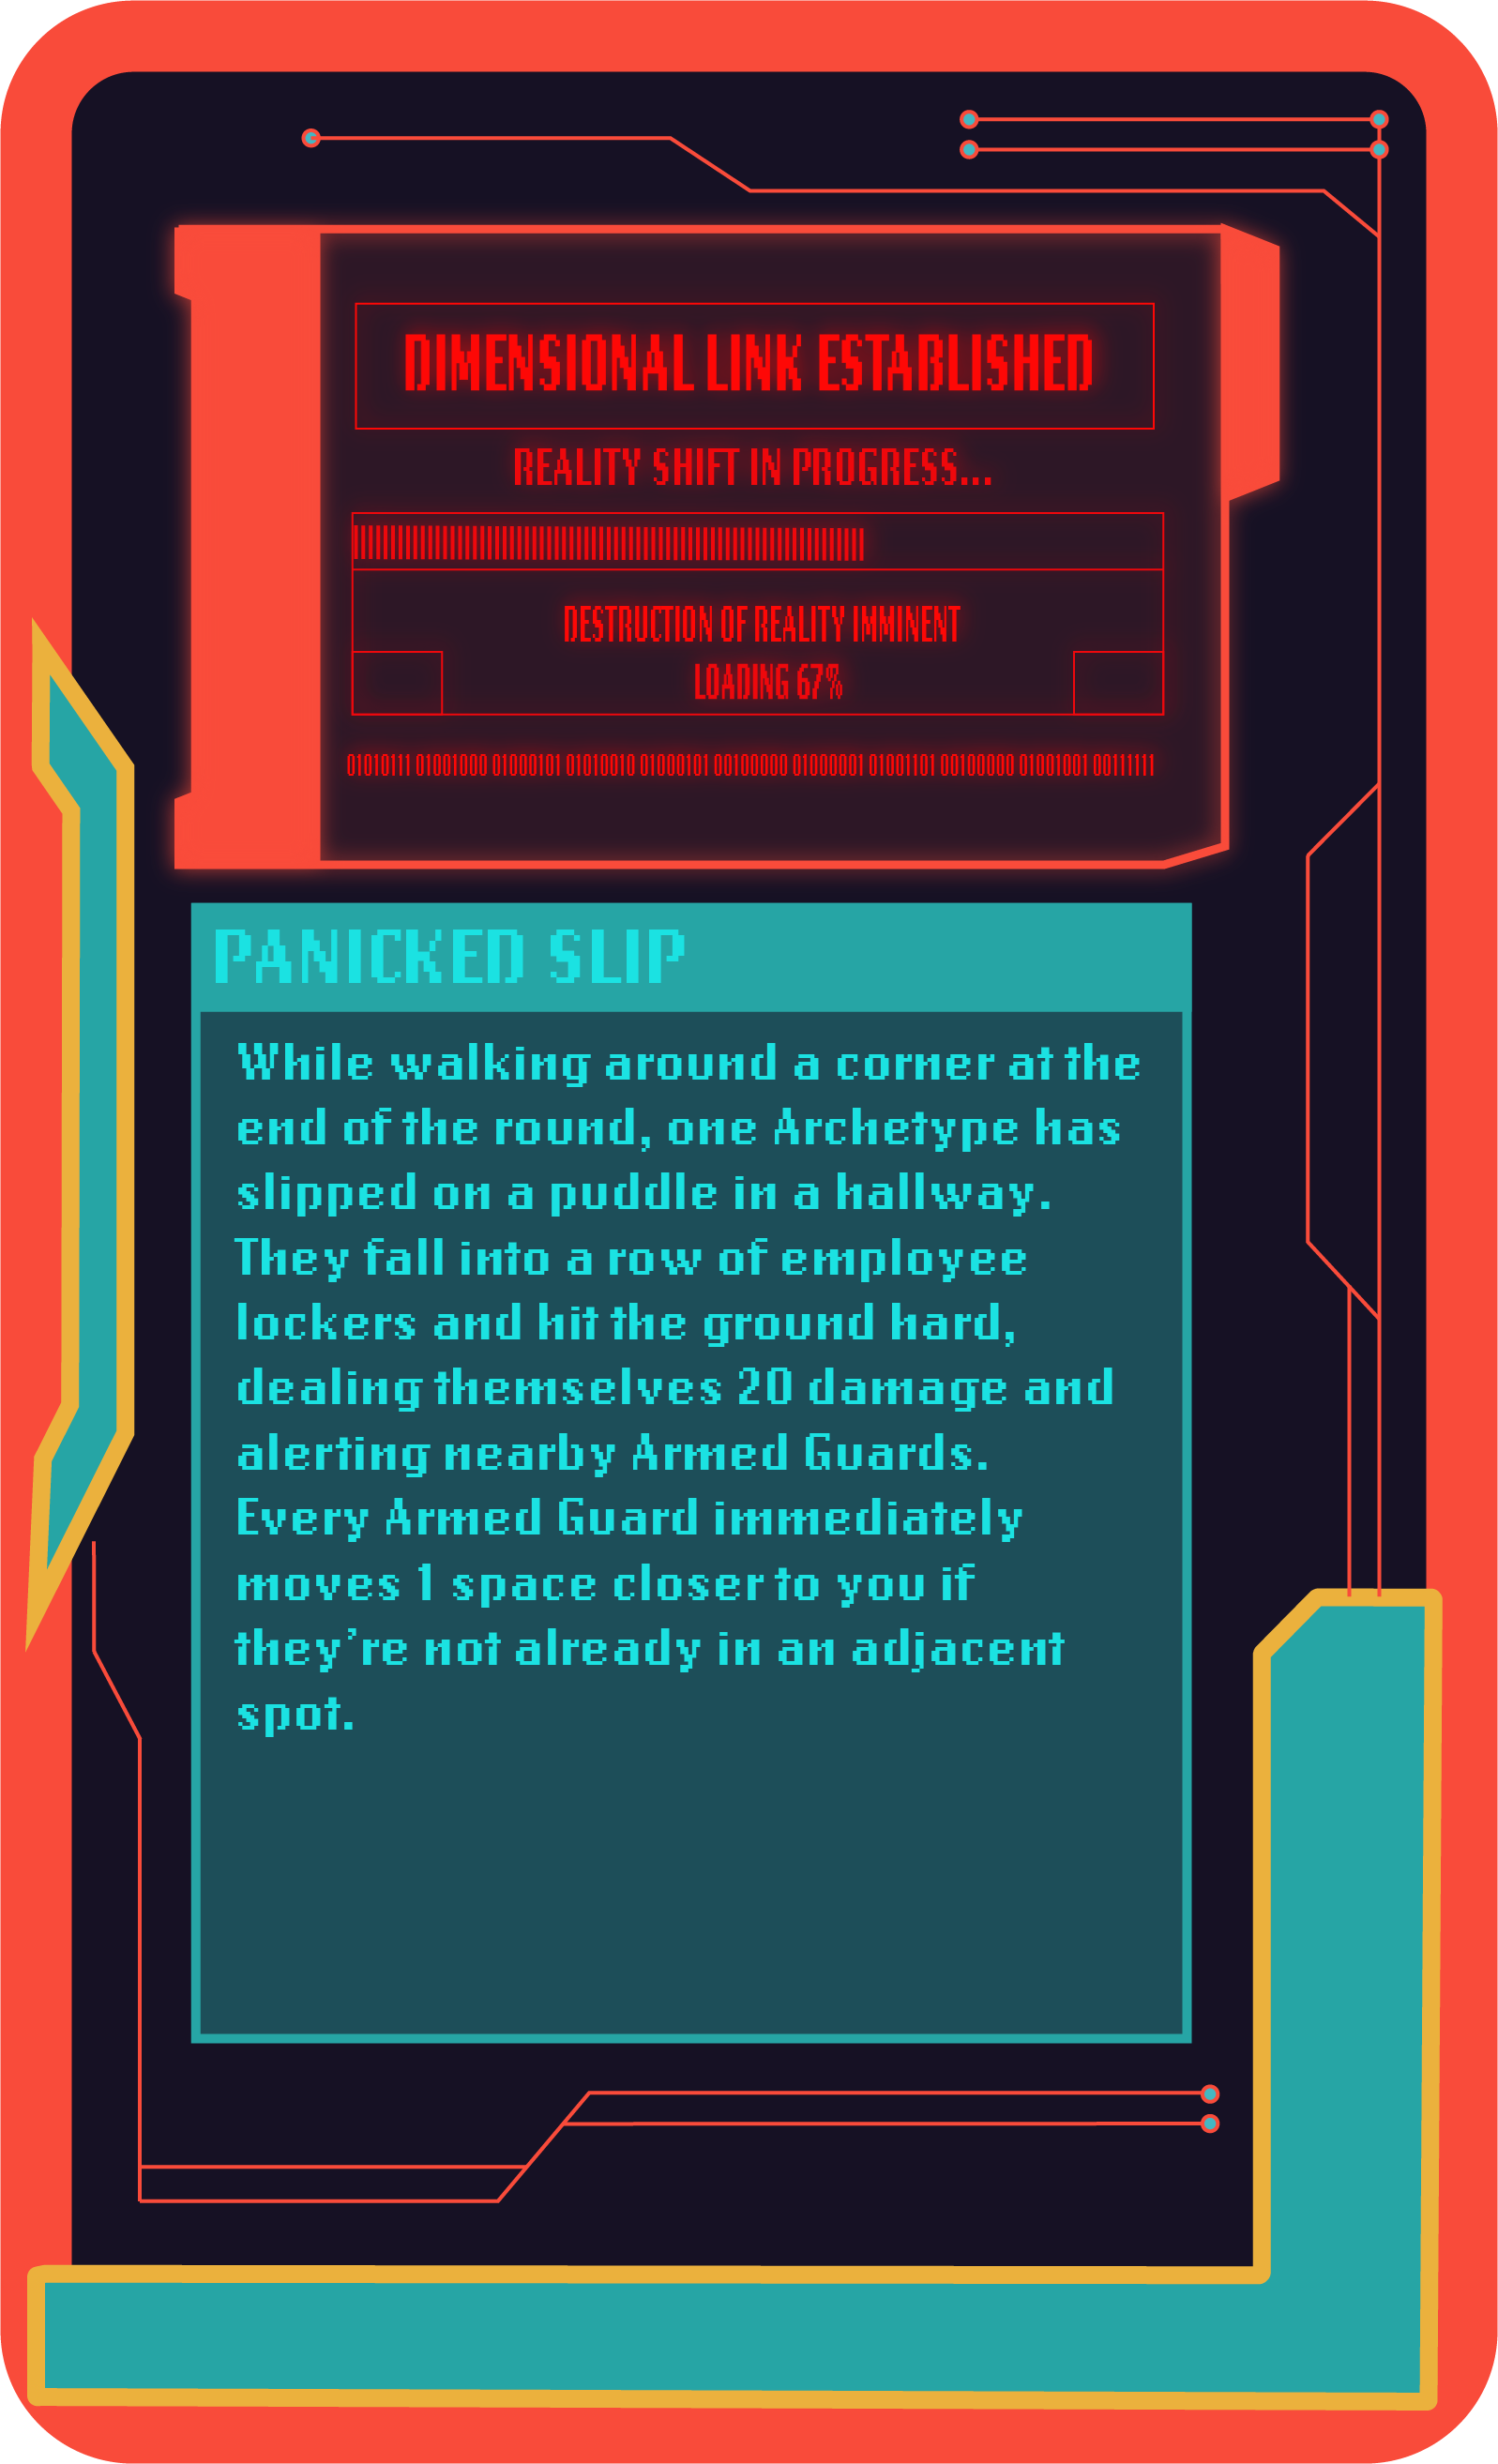 DIMENSIONAL LINK ESTABLISHED
REALITY SHIFT IN PROGRESS...
DESTRUCTION OF REALITY IMMINENT
LOADING 67%
01010111 01001000 01000101 01010010 01000101 00100000 01000001 01001101 00100000 01001001 00111111
PANICKED SLIP
While walking around a corner at the
end of the round, one Archetype has
slipped on a puddle in a hallway.
They fall into a row of employee
lockers and hit the ground hard,
dealing themselves 20 damage and
alerting nearby Armed Guards.
Every Armed Guard immediately
moves 1 space closer to you if
they're not already in an adjacent
spot.